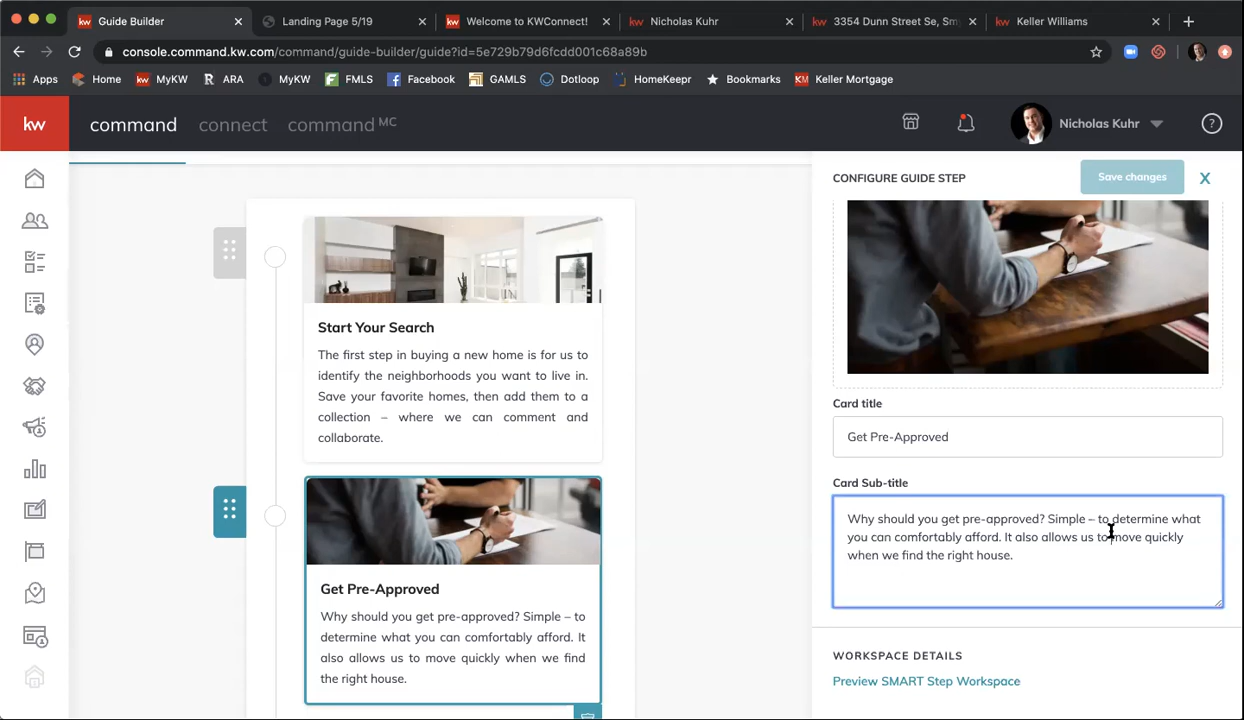 Guide Builder
Landing Page 5/19
Welcome to KWConnect!
Nicholas Kuhr
3354 Dunn Street Se, Sm
Keller Williams
console.command.kw.com/command/guide-builder/guide?id=5e729b79d6fcdd001c68a89b
Apps
Home
MyKW
ARA
MyKW
FMLS
Facebook
GAMLS
Dotloop
HomeKeepr
Bookmarks
Keller Mortgage
kw
command
connect
command MC
Nicholas Kuhr
CONFIGURE GUIDE STEP
Save changes
X
Start Your Search
The first step in buying a new home is for us to
identify the neighborhoods you want to live in.
Save your favorite homes, then add them to a
collection – where we can comment and
collaborate.
Get Pre-Approved
Why should you get pre-approved? Simple – to
determine what you can comfortably afford. It
also allows us to move quickly when we find
the right house.
Card title
Get Pre-Approved
Card Sub-title
Why should you get pre-approved? Simple – to determine what
you can comfortably afford. It also allows us to move quickly
when we find the right house.
WORKSPACE DETAILS
Preview SMART Step Workspace